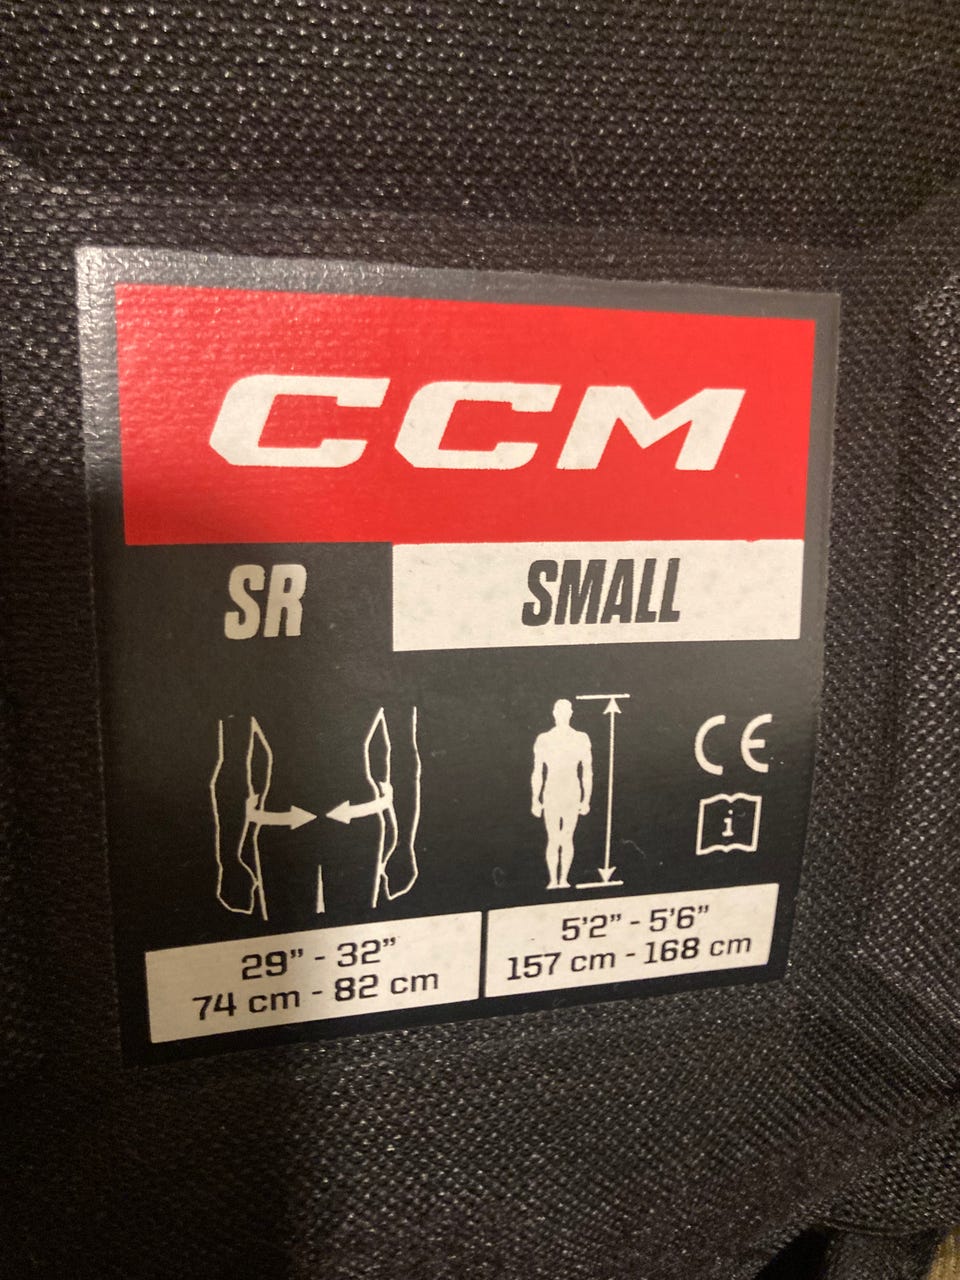 CCM
SR
SMALL
CE
i
29" - 32"
74 cm - 82 cm
5'2" - 5'6"
157 cm - 168 cm